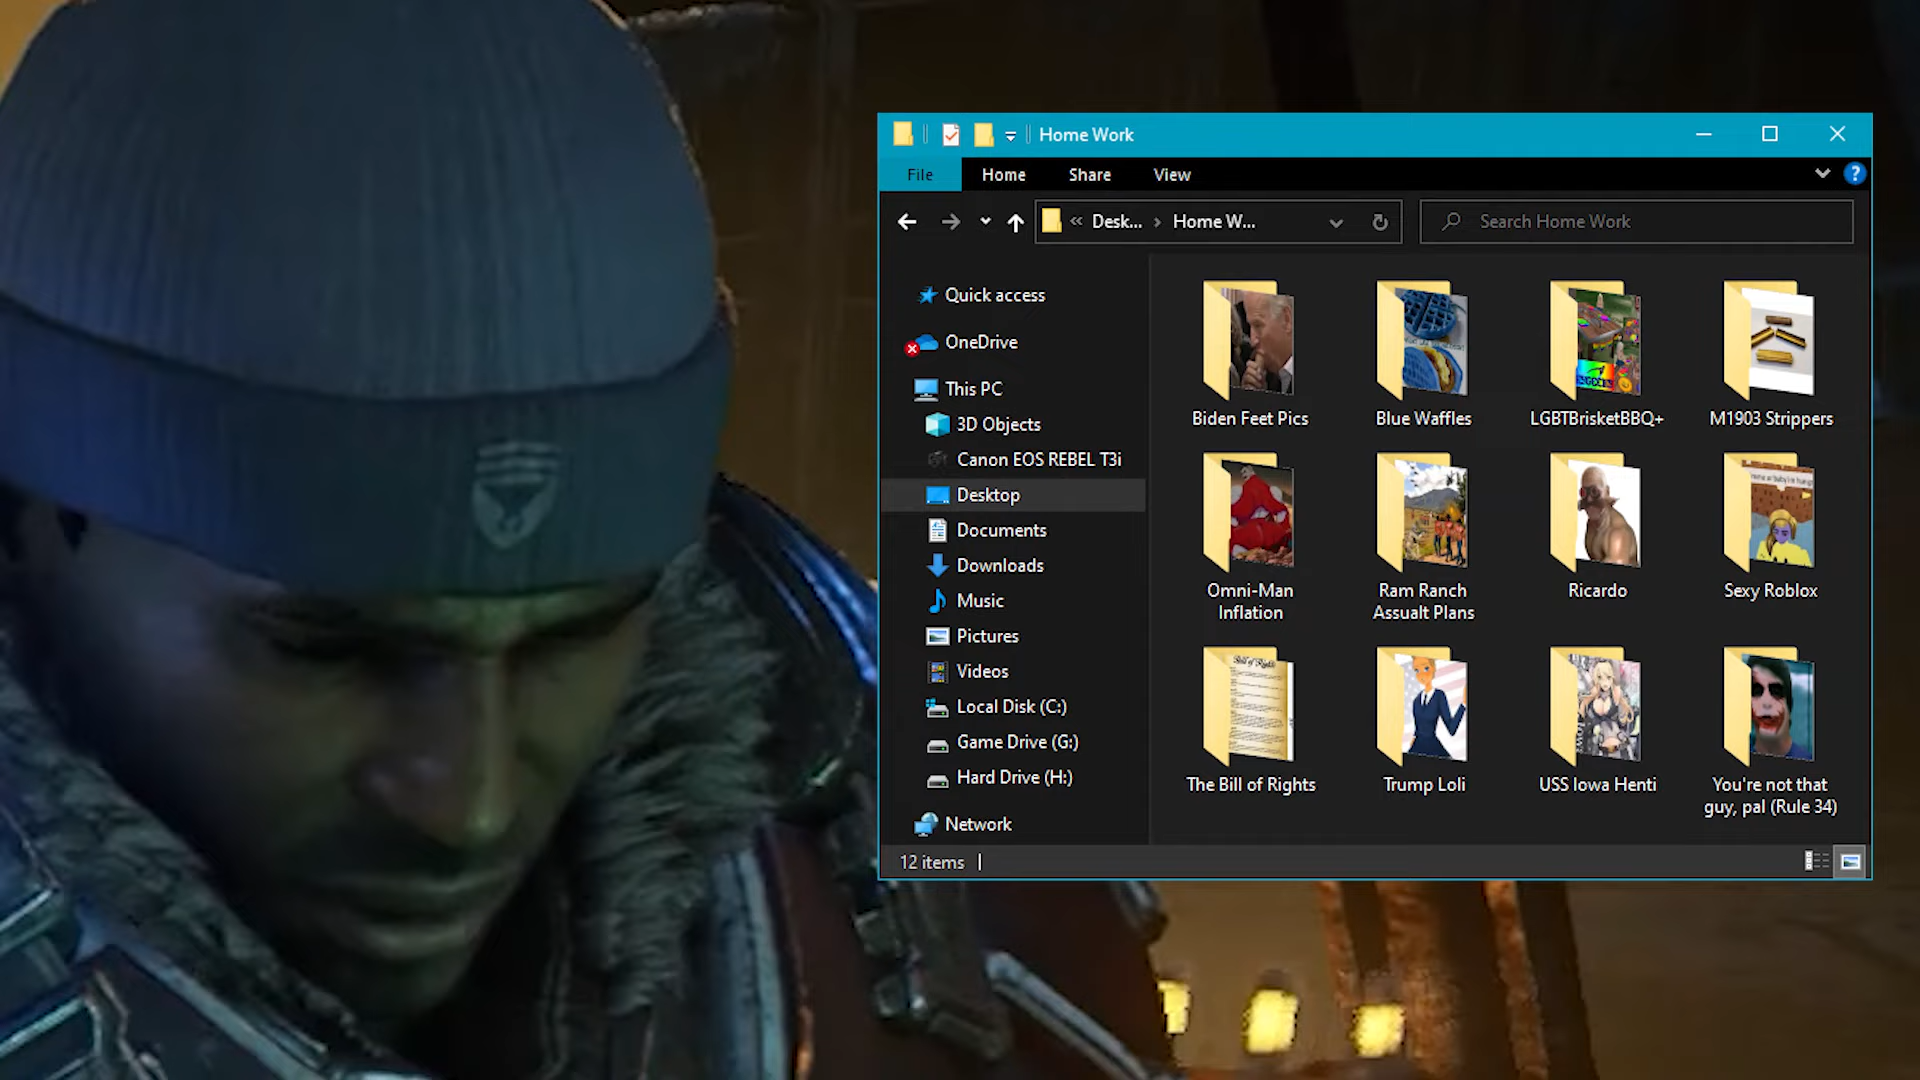 Home Work
File Home Share View
« Desk... › Home W...
Search Home Work
Quick access
OneDrive
This PC
3D Objects
Canon EOS REBEL T3i
Desktop
Documents
Downloads
Music
Pictures
Videos
Local Disk (C:)
Game Drive (G:)
Hard Drive (H:)
Network
Biden Feet Pics
Blue Waffles
LGBTBrisketBBQ+
M1903 Strippers
Omni-Man
Inflation
Ram Ranch
Assualt Plans
Ricardo
Sexy Roblox
Bill of Rights
The Bill of Rights
Trump Loli
USS Iowa Henti
You're not that
guy, pal (Rule 34)
12 items